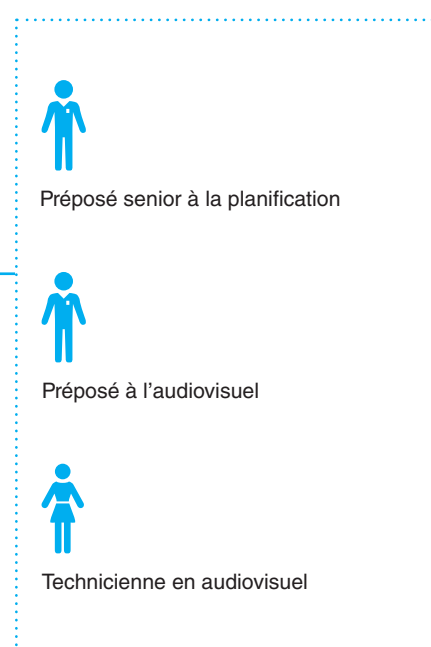 Préposé senior à la planification
Préposé à l'audiovisuel
Technicienne en audiovisuel